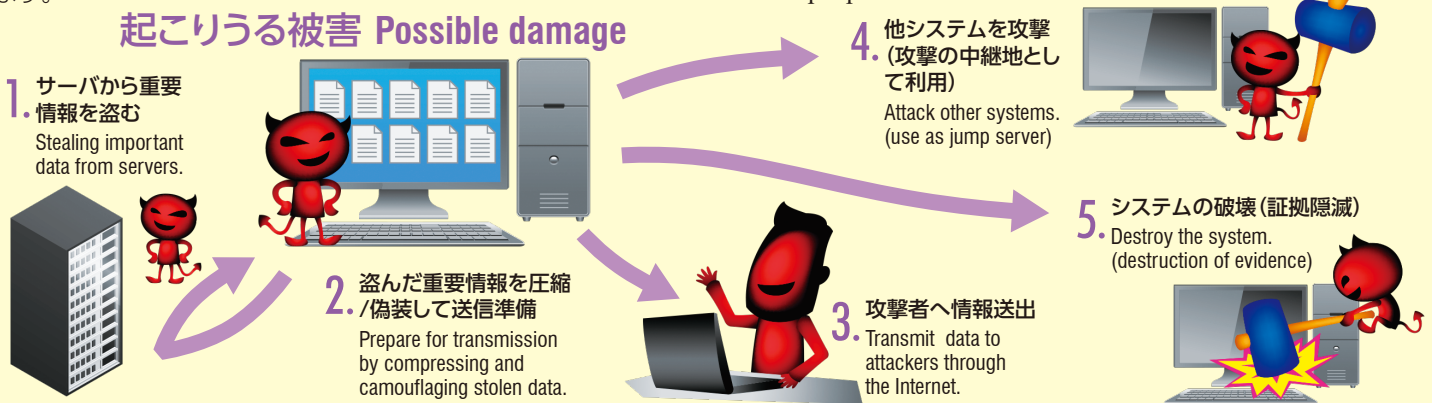 起こりうる被害 Possible damage
1. サーバから重要
情報を盗む
Stealing important
data from servers.
2. 盗んだ重要情報を圧縮
/偽装して送信準備
Prepare for transmission
by compressing and
camouflaging stolen data.
3. 攻撃者へ情報送出
Transmit data to
attackers through
the Internet.
4. 他システムを攻撃
(攻撃の中継地とし
て利用)
Attack other systems.
(use as jump server)
5. システムの破壊(証拠隠滅)
Destroy the system.
(destruction of evidence)